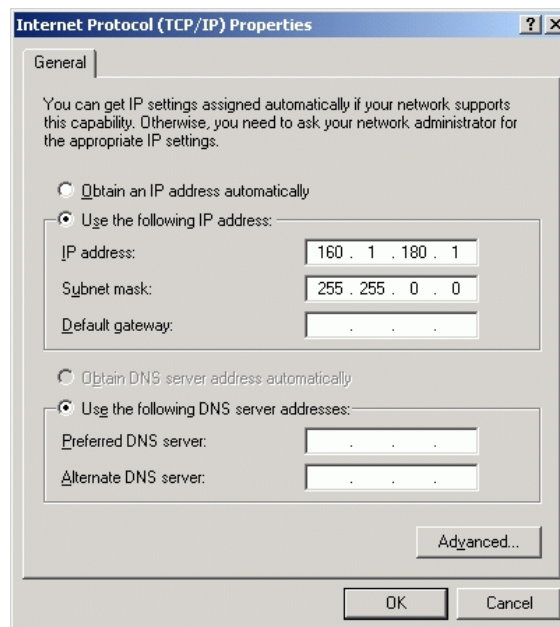 Internet Protocol (TCP/IP) Properties
General
You can get IP settings assigned automatically if your network supports
this capability. Otherwise, you need to ask your network administrator for
the appropriate IP settings.
Obtain an IP address automatically
Use the following IP address:
IP address: 160 . 1 . 180 . 1
Subnet mask: 255 . 255 . 0 . 0
Default gateway: . . .
Obtain DNS server address automatically
Use the following DNS server addresses:
Preferred DNS server: . . .
Alternate DNS server: . . .
Advanced...
OK Cancel